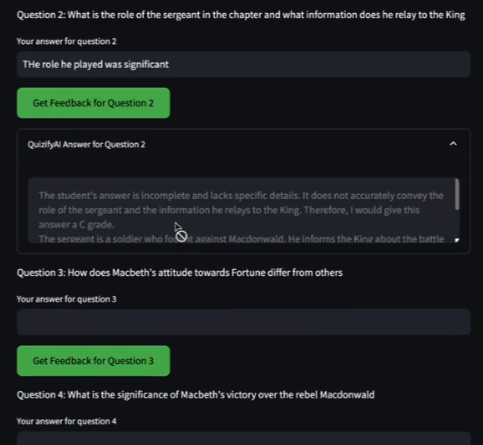 Question 2: What is the role of the sergeant in the chapter and what information does he relay to the King
Your answer for question 2
THe role he played was significant
Get Feedback for Question 2
QuizifyAI Answer for Question 2
The student's answer is incomplete and lacks specific details. It does not accurately convey the
role of the sergeant and the information he relays to the King. Therefore, I would give this
answer a C grade.
The sergeant is a soldier who fought against Macdonwald. He informs the King about the battle
Question 3: How does Macbeth's attitude towards Fortune differ from others
Your answer for question 3
Get Feedback for Question 3
Question 4: What is the significance of Macbeth's victory over the rebel Macdonwald
Your answer for question 4